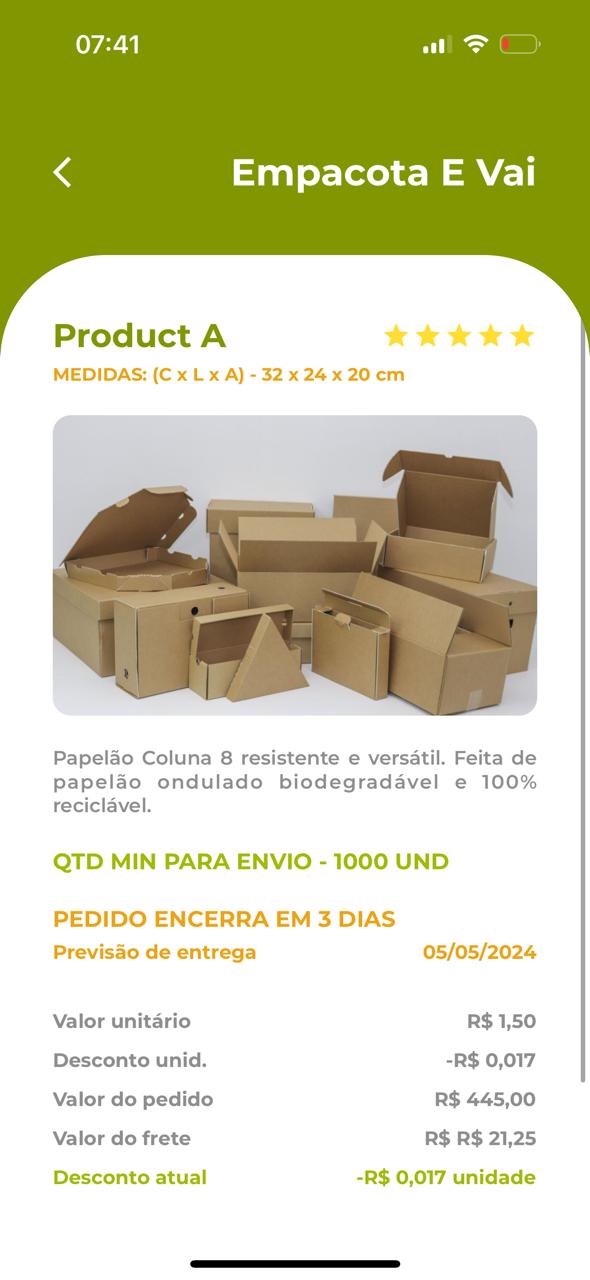 07:41
Empacota E Vai
Product A
MEDIDAS: (C x L x A) - 32 x 24 x 20 cm
Papelão Coluna 8 resistente e versátil. Feita de
papelão ondulado biodegradável e 100%
reciclável.
QTD MIN PARA ENVIO - 1000 UND
PEDIDO ENCERRA EM 3 DIAS
Previsão de entrega 05/05/2024
Valor unitário R$ 1,50
Desconto unid. -R$ 0,017
Valor do pedido R$ 445,00
Valor do frete R$ R$ 21,25
Desconto atual -R$ 0,017 unidade